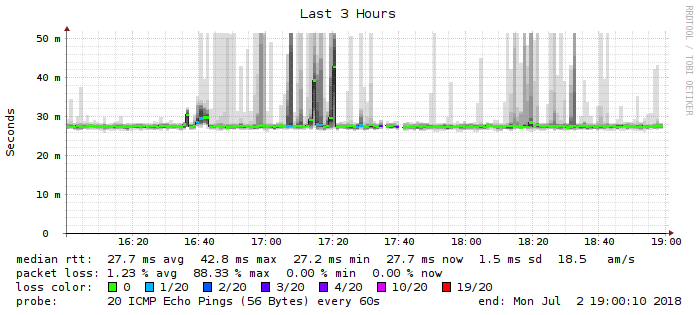 Last 3 Hours
RRDTOOL / TOBI OETIKER
Seconds
50 m
40 m
30 m
20 m
10 m
0
16:20 16:40 17:00 17:20 17:40 18:00 18:20 18:40 19:00
median rtt: 27.7 ms avg 42.8 ms max 27.2 ms min 27.7 ms now 1.5 ms sd 18.5 am/s
packet loss: 1.23 % avg 88.33 % max 0.00 % min 0.00 % now
loss color: 0 1/20 2/20 3/20 4/20 10/20 19/20
probe: 20 ICMP Echo Pings (56 Bytes) every 60s end: Mon Jul 2 19:00:10 2018